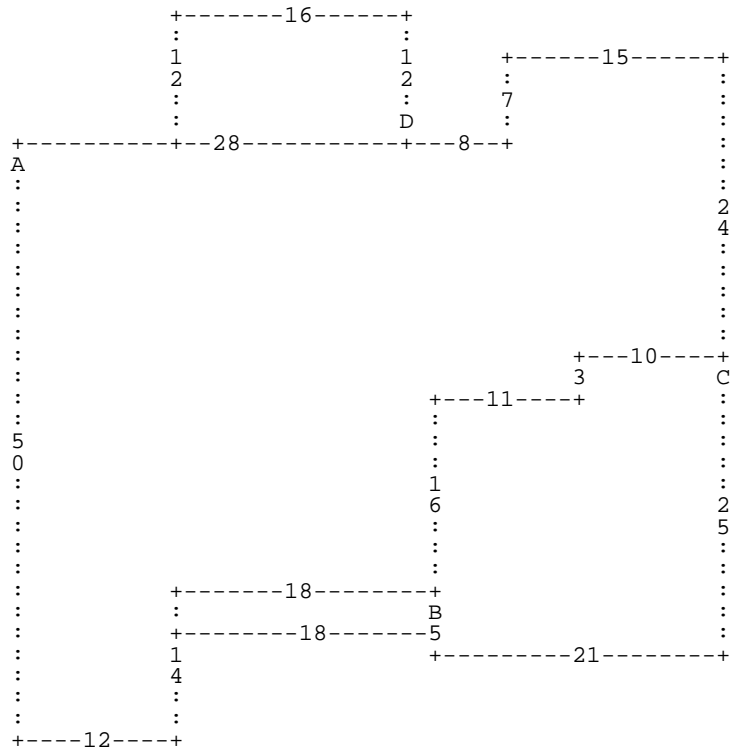 +-------16-------+
           :                :
           1                1      +------15------+
           2                2      :              :
           :                :      7              :
           :                D      :              :
+----------+--28-----------+---8--+              :
A                                                :
:                                                :
:                                                2
:                                                4
:                                                :
:                                                :
:                                                :
:                                                :
:                                                :
:                                      +---10----+
:                                      3         C
:                            +---11----+         :
:                            :                   :
5                            :                   :
0                            :                   :
:                            1                   :
:                            6                   2
:                            :                   5
:                            :                   :
:                            :                   :
:          +-------18--------+                   :
:          :                 B                   :
:          +--------18-------5                   :
:          1                 +---------21--------+
:          4
:          :
:          :
+----12----+